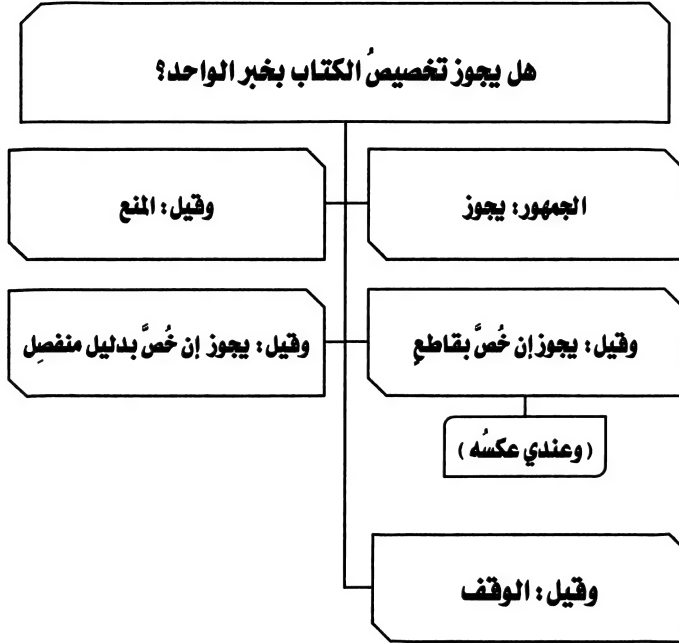 هل يجوز تخصيصُ الكتاب بخبر الواحد؟
الجمهور: يجوز
وقيل: المنع
وقيل: يجوز إن خُصَّ بقاطعٍ
وقيل: يجوز إن خُصَّ بدليل منفصِل
(وعندي عكسُه)
وقيل: الوقف